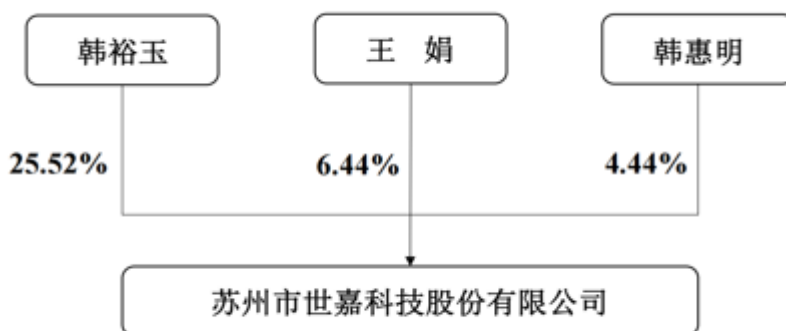 韩裕玉
王　娟
韩惠明
25.52%
6.44%
4.44%
苏州市世嘉科技股份有限公司